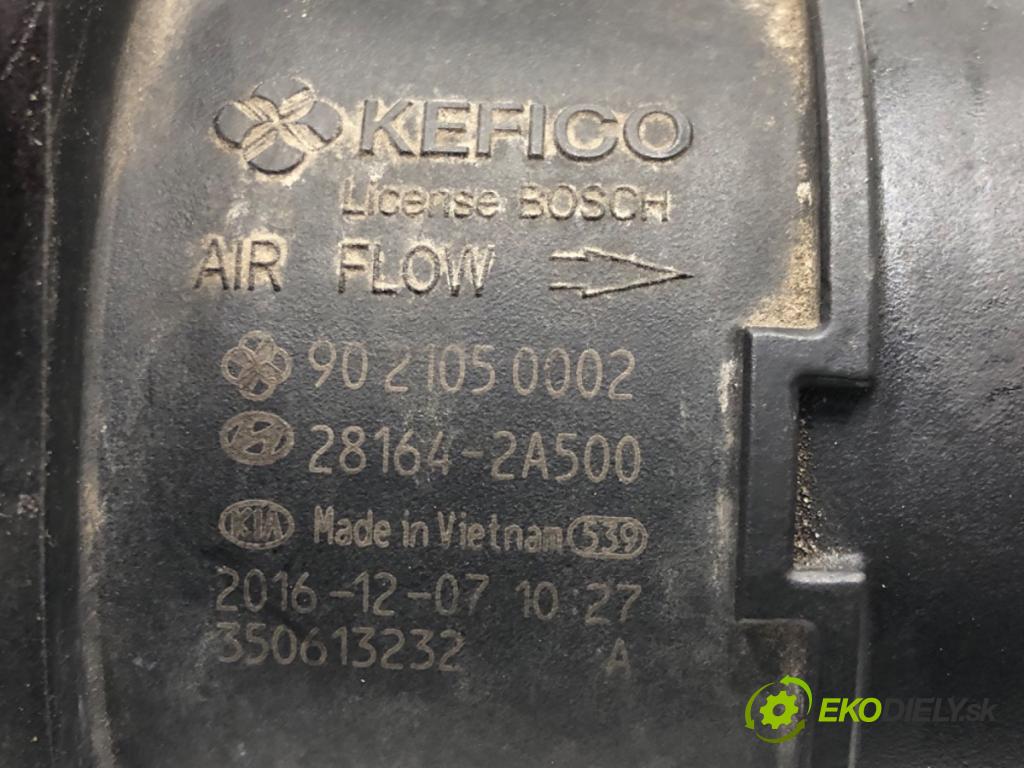 KEFICO
License BOSCH
AIR FLOW
90 2105 0002
28164-2A500
KIA Made in Vietnam 539
2016-12-07 10:27
350613232 A
EKODIELY.sk